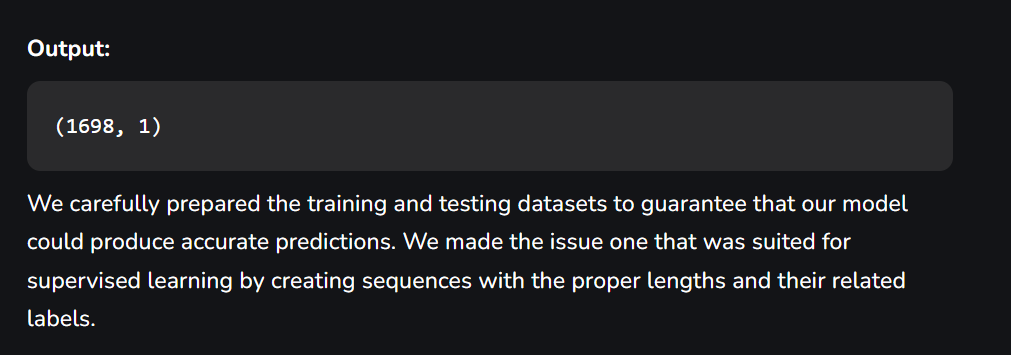 Output:
(1698, 1)
We carefully prepared the training and testing datasets to guarantee that our model
could produce accurate predictions. We made the issue one that was suited for
supervised learning by creating sequences with the proper lengths and their related
labels.